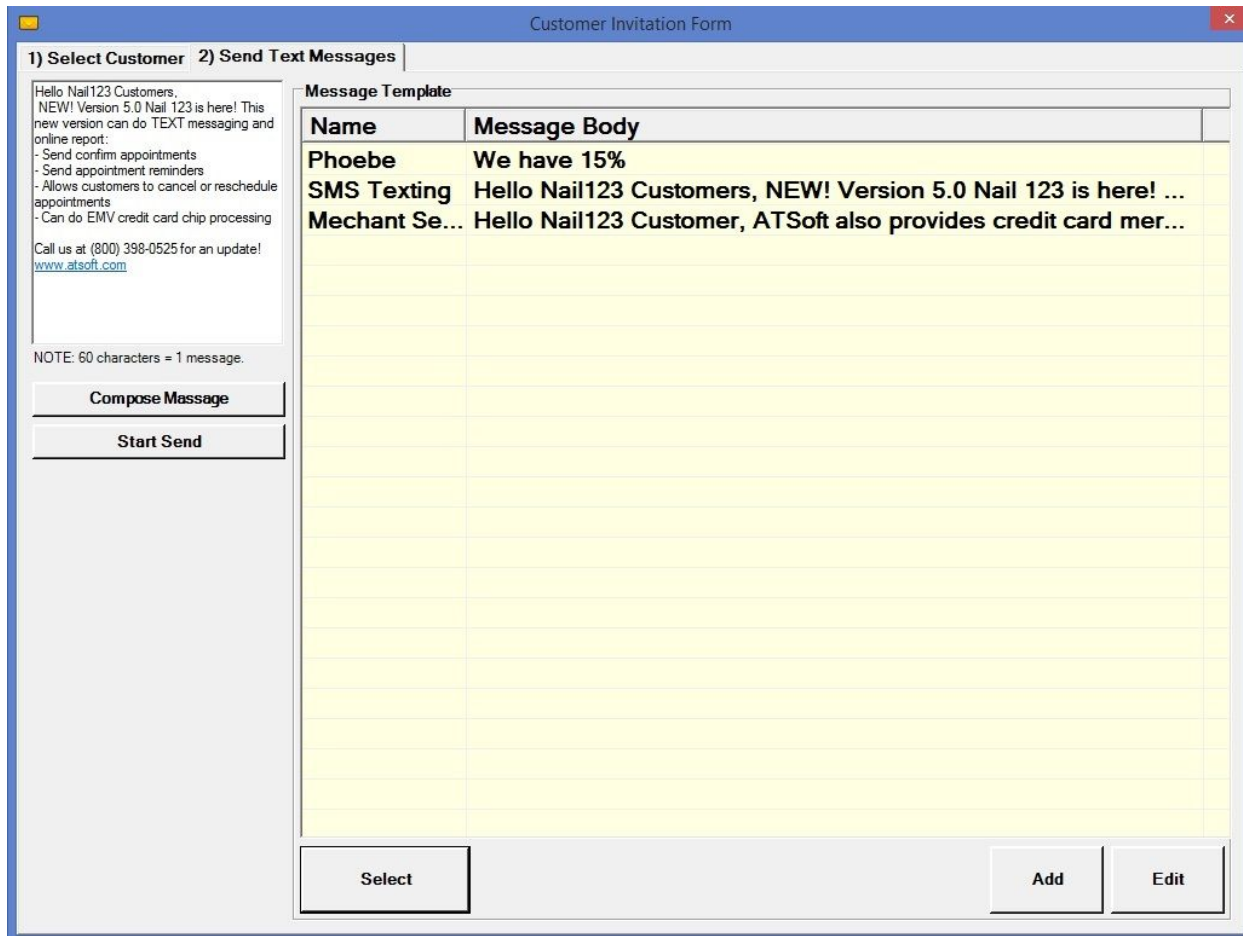 Customer Invitation Form
1) Select Customer
2) Send Text Messages
Hello Nail123 Customers,
NEW! Version 5.0 Nail 123 is here! This
new version can do TEXT messaging and
online report:
- Send confirm appointments
- Send appointment reminders
- Allows customers to cancel or reschedule
appointments
- Can do EMV credit card chip processing
Call us at (800) 398-0525 for an update!
www.atsoft.com
NOTE: 60 characters = 1 message.
Compose Massage
Start Send
Message Template
Name Message Body
Phoebe We have 15%
SMS Texting Hello Nail123 Customers, NEW! Version 5.0 Nail 123 is here! ...
Mechant Se... Hello Nail123 Customer, ATSoft also provides credit card mer...
Select
Add
Edit